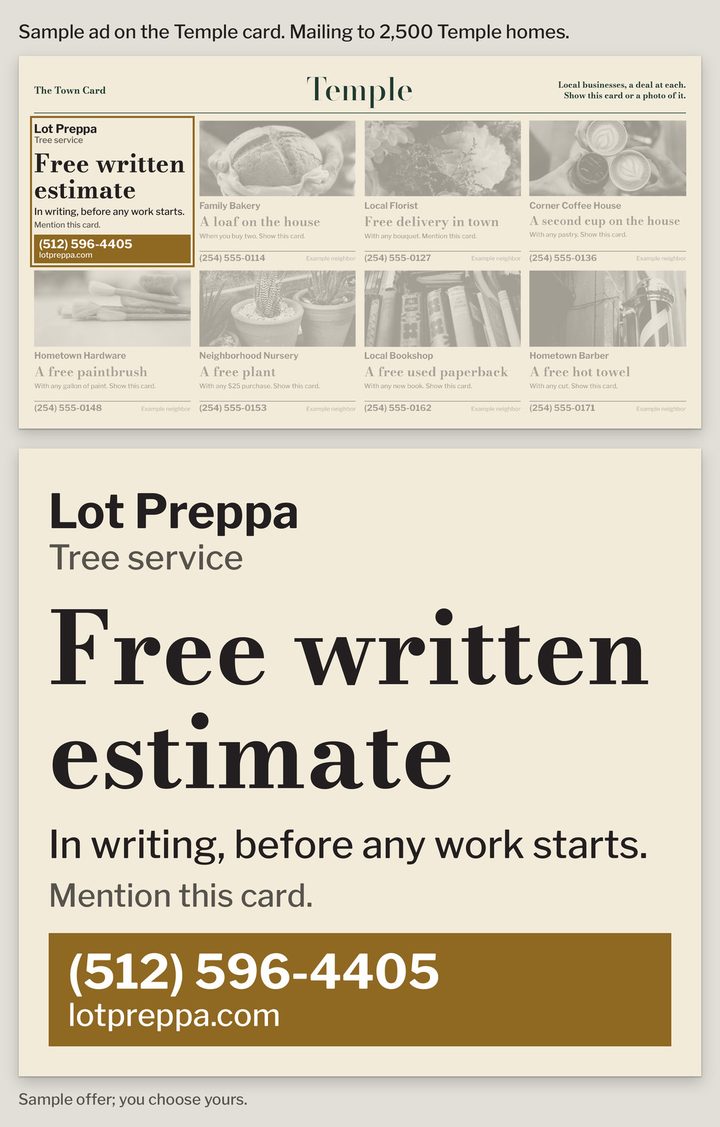 Sample ad on the Temple card. Mailing to 2,500 Temple homes.
The Town Card
Temple
Local businesses, a deal at each.
Show this card or a photo of it.
Lot Preppa
Tree service
Free written
estimate
In writing, before any work starts.
Mention this card.
(512) 596-4405
lotpreppa.com
Family Bakery
A loaf on the house
When you buy two. Show this card.
(254) 555-0114
Example neighbor
Local Florist
Free delivery in town
With any bouquet. Mention this card.
(254) 555-0127
Example neighbor
Corner Coffee House
A second cup on the house
With any pastry. Show this card.
(254) 555-0136
Example neighbor
Hometown Hardware
A free paintbrush
With any gallon of paint. Show this card.
(254) 555-0148
Example neighbor
Neighborhood Nursery
A free plant
With any $25 purchase. Show this card.
(254) 555-0153
Example neighbor
Local Bookshop
A free used paperback
With any new book. Show this card.
(254) 555-0162
Example neighbor
Hometown Barber
A free hot towel
With any cut. Show this card.
(254) 555-0171
Example neighbor
Lot Preppa
Tree service
Free written
estimate
In writing, before any work starts.
Mention this card.
(512) 596-4405
lotpreppa.com
Sample offer; you choose yours.